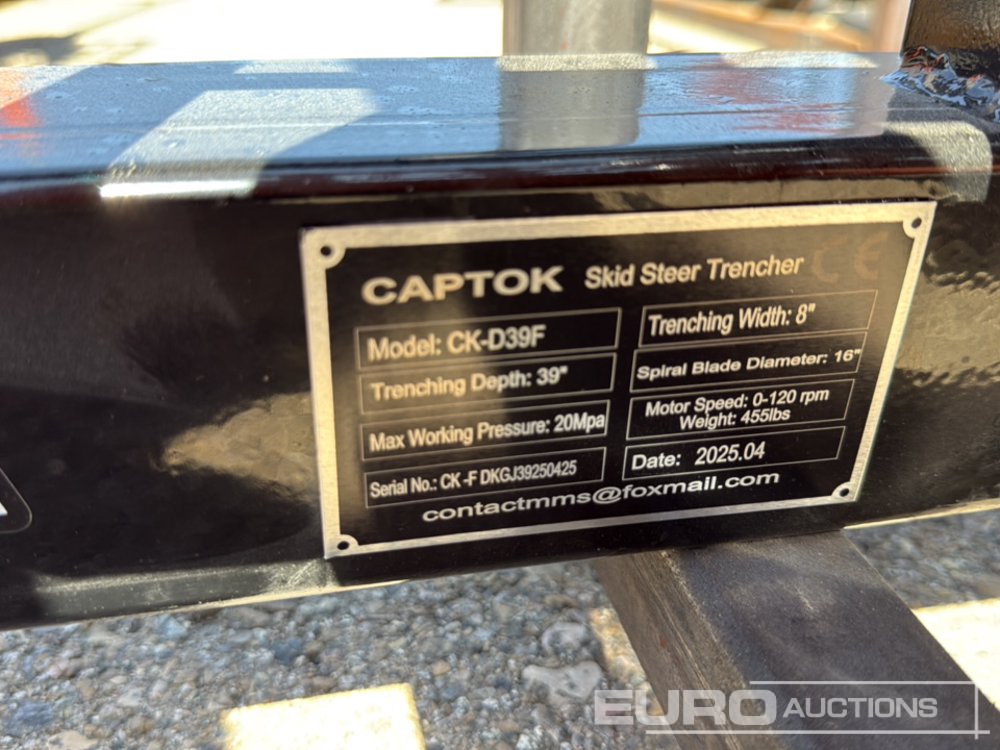 CAPTOK Skid Steer Trencher CE
Model: CK-D39F
Trenching Width: 8"
Trenching Depth: 39"
Spiral Blade Diameter: 16"
Max Working Pressure: 20Mpa
Motor Speed: 0-120 rpm
Weight: 455lbs
Serial No.: CK -F DKGJ39250425
Date: 2025.04
contactmms@foxmail.com
EURO AUCTIONS